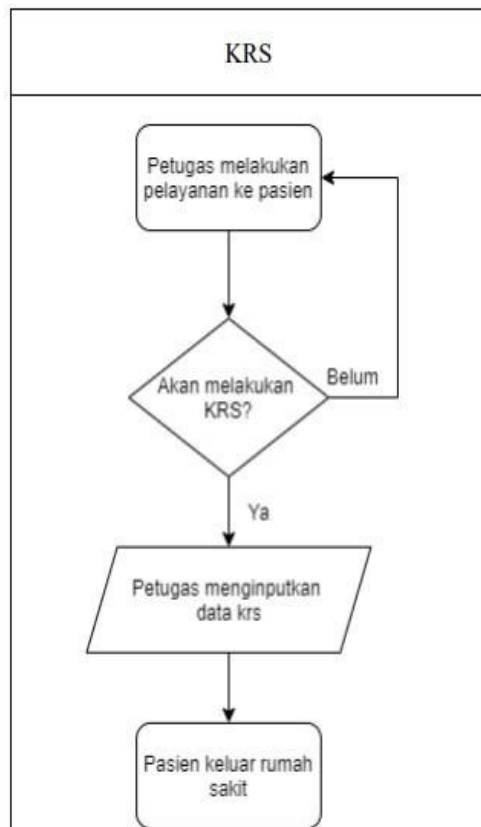 KRS
Petugas melakukan
pelayanan ke pasien
Akan melakukan
KRS?
Belum
Ya
Petugas menginputkan
data krs
Pasien keluar rumah
sakit